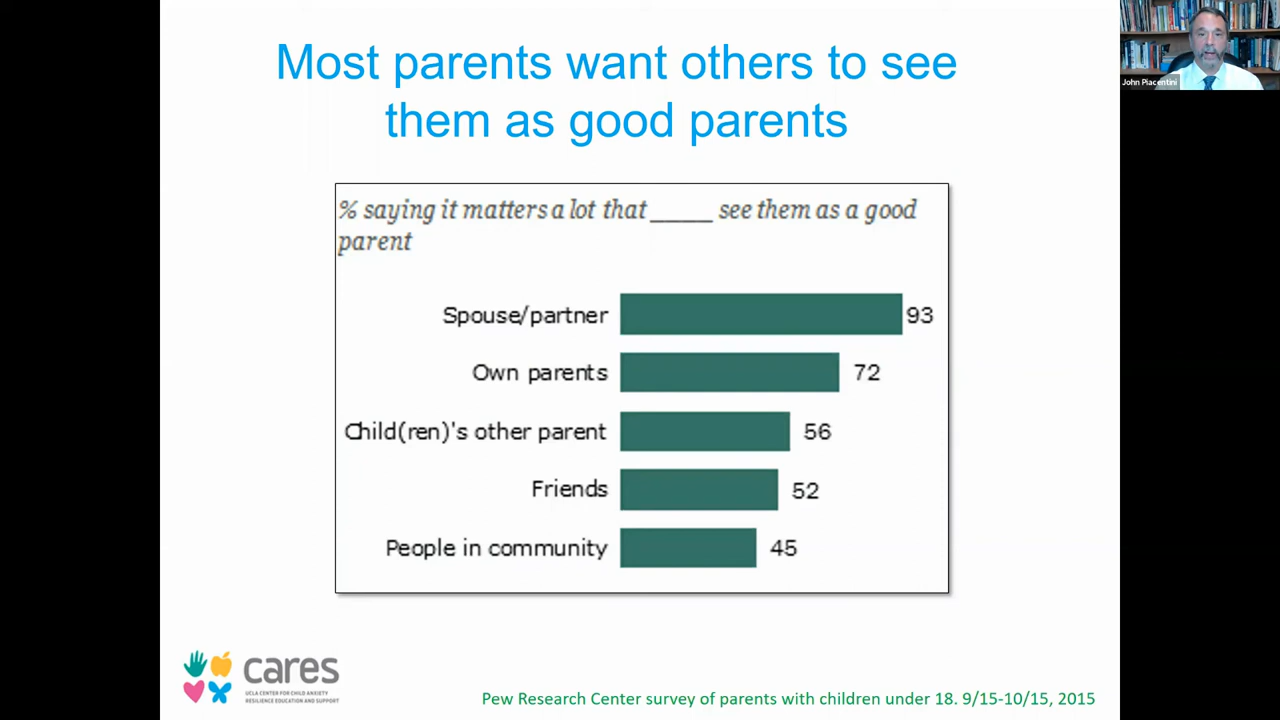 Most parents want others to see
them as good parents
John Piacentini
% saying it matters a lot that ____ see them as a good
parent
Spouse/partner 93
Own parents 72
Child(ren)'s other parent 56
Friends 52
People in community 45
cares
UCLA CENTER FOR CHILD ANXIETY
RESILIENCE EDUCATION AND SUPPORT
Pew Research Center survey of parents with children under 18. 9/15-10/15, 2015